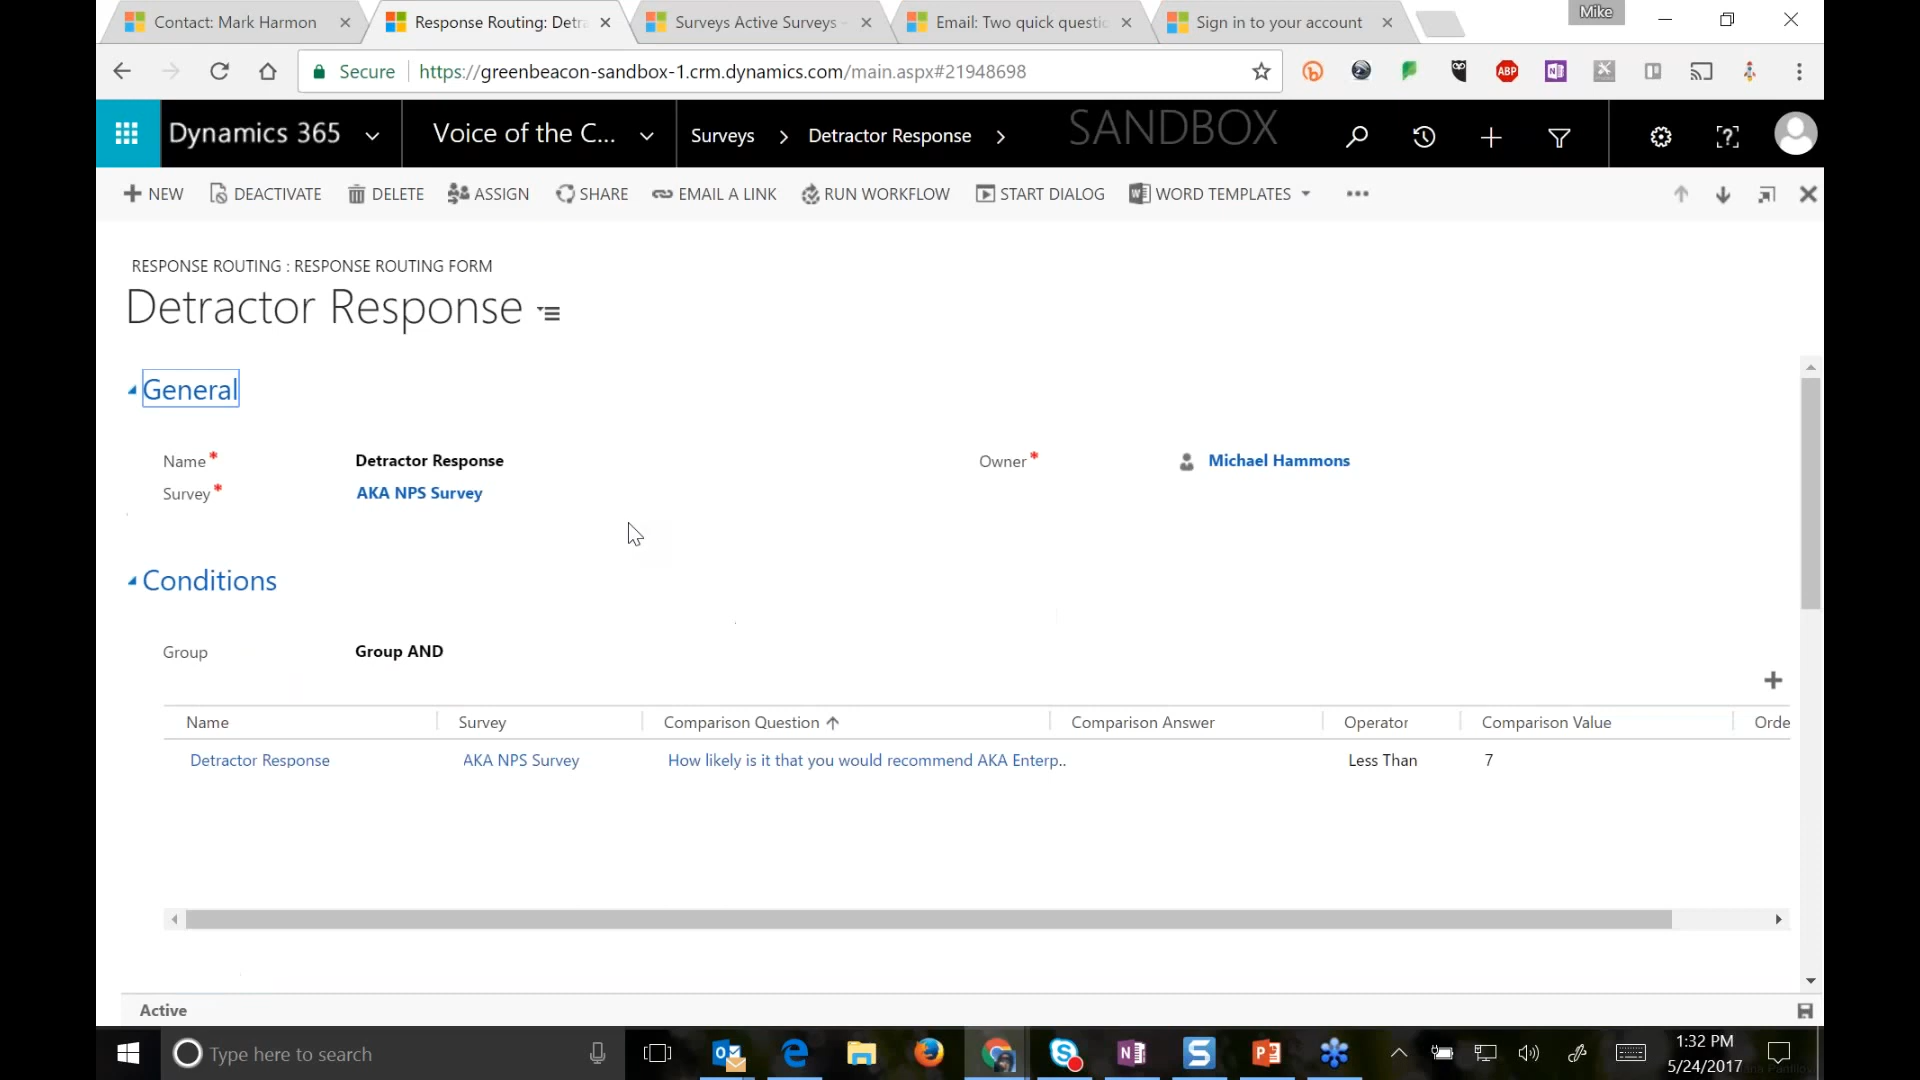 Contact: Mark Harmon
Response Routing: Detra
Surveys Active Surveys -
Email: Two quick questio
Sign in to your account
Mike
Secure
https://greenbeacon-sandbox-1.crm.dynamics.com/main.aspx#21948698
ABP
Dynamics 365
Voice of the C...
Surveys
Detractor Response
SANDBOX
NEW
DEACTIVATE
DELETE
ASSIGN
SHARE
EMAIL A LINK
RUN WORKFLOW
START DIALOG
WORD TEMPLATES
RESPONSE ROUTING : RESPONSE ROUTING FORM
Detractor Response
General
Name*
Detractor Response
Owner*
Michael Hammons
Survey*
AKA NPS Survey
Conditions
Group
Group AND
Name
Survey
Comparison Question
Comparison Answer
Operator
Comparison Value
Orde
Detractor Response
AKA NPS Survey
How likely is it that you would recommend AKA Enterp..
Less Than
7
Active
Type here to search
1:32 PM
5/24/2017